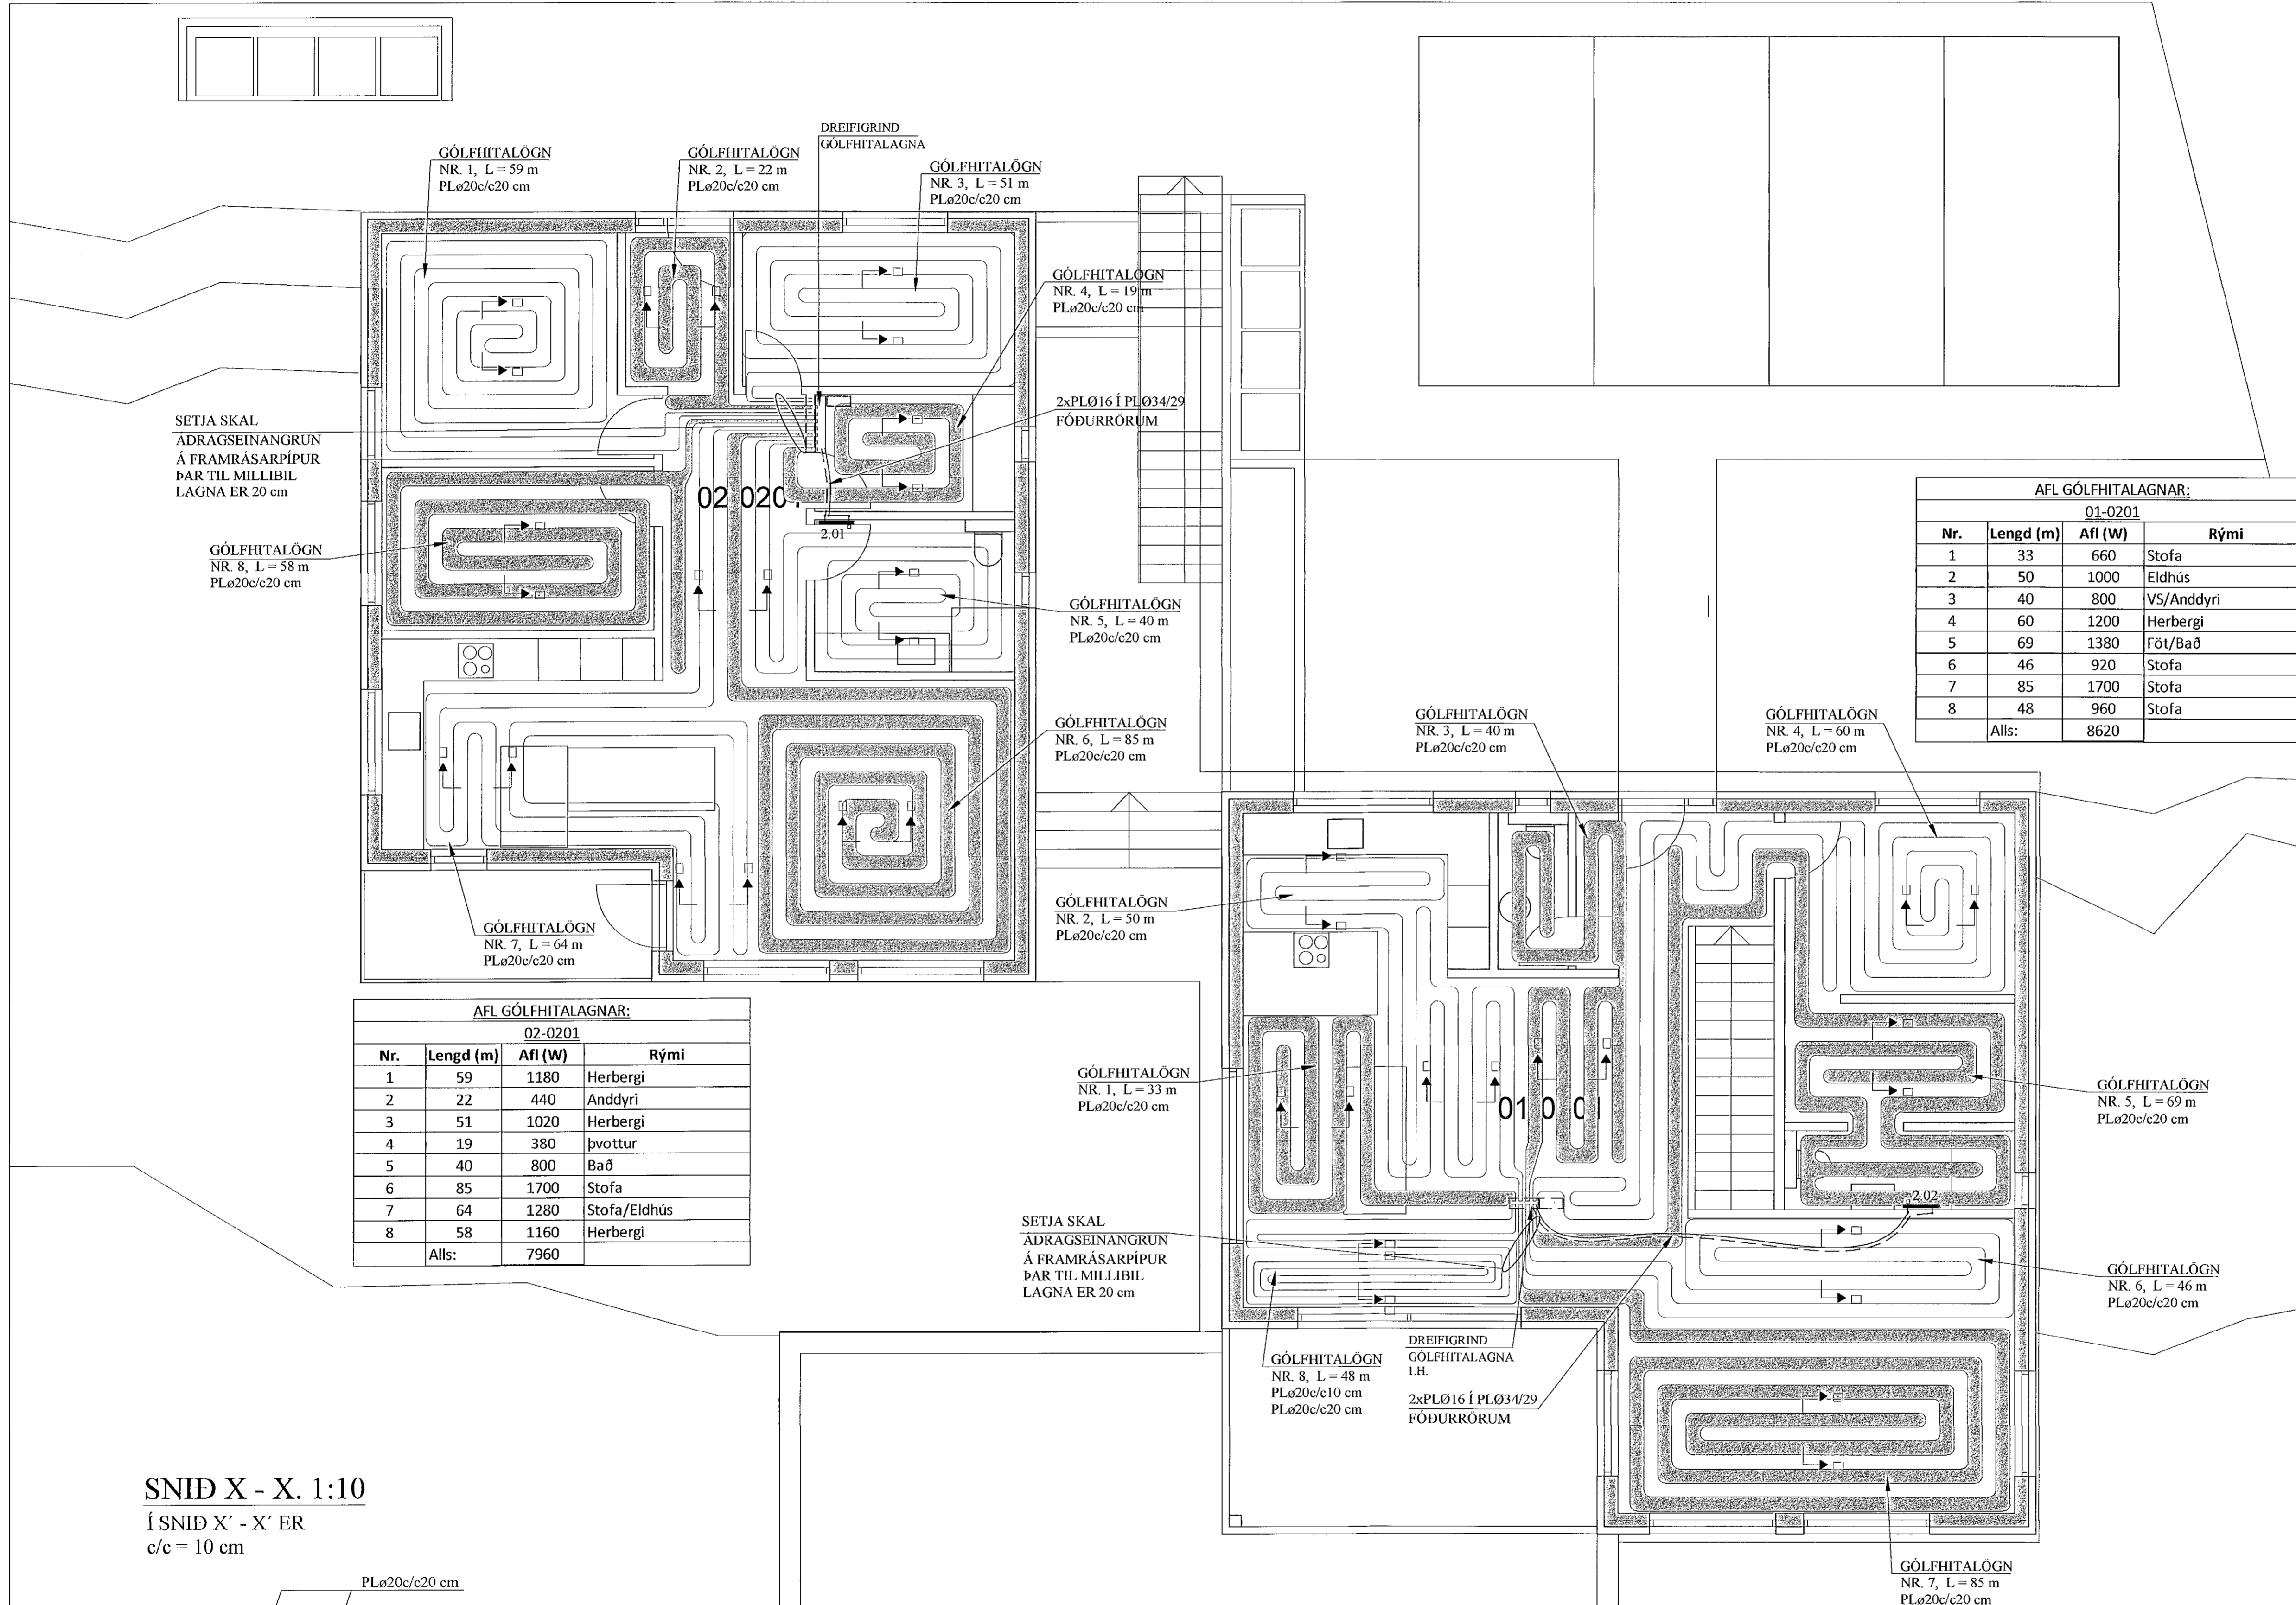 DREIFIGRIND
GÓLFHITALAGNA
GÓLFHITALÖGN
NR. 1, L = 59 m
PLø20c/c20 cm
GÓLFHITALÖGN
NR. 2, L = 22 m
PLø20c/c20 cm
GÓLFHITALÖGN
NR. 3, L = 51 m
PLø20c/c20 cm
GÓLFHITALÖGN
NR. 4, L = 19 m
PLø20c/c20 cm
2xPLØ16 Í PLØ34/29
FÓÐURRÖRUM
SETJA SKAL
ÁDRAGSEINANGRUN
Á FRAMRÁSARPÍPUR
ÞAR TIL MILLIBIL
LAGNA ER 20 cm
2.01
GÓLFHITALÖGN
NR. 8, L = 58 m
PLø20c/c20 cm
GÓLFHITALÖGN
NR. 5, L = 40 m
PLø20c/c20 cm
GÓLFHITALÖGN
NR. 6, L = 85 m
PLø20c/c20 cm
GÓLFHITALÖGN
NR. 7, L = 64 m
PLø20c/c20 cm
AFL GÓLFHITALAGNAR:
02-0201
Nr. Lengd (m) Afl (W) Rými
1 59 1180 Herbergi
2 22 440 Anddyri
3 51 1020 Herbergi
4 19 380 Þvottur
5 40 800 Bað
6 85 1700 Stofa
7 64 1280 Stofa/Eldhús
8 58 1160 Herbergi
Alls: 7960
AFL GÓLFHITALAGNAR:
01-0201
Nr. Lengd (m) Afl (W) Rými
1 33 660 Stofa
2 50 1000 Eldhús
3 40 800 VS/Anddyri
4 60 1200 Herbergi
5 69 1380 Föt/Bað
6 46 920 Stofa
7 85 1700 Stofa
8 48 960 Stofa
Alls: 8620
GÓLFHITALÖGN
NR. 3, L = 40 m
PLø20c/c20 cm
GÓLFHITALÖGN
NR. 4, L = 60 m
PLø20c/c20 cm
GÓLFHITALÖGN
NR. 2, L = 50 m
PLø20c/c20 cm
GÓLFHITALÖGN
NR. 1, L = 33 m
PLø20c/c20 cm
GÓLFHITALÖGN
NR. 5, L = 69 m
PLø20c/c20 cm
2.02
SETJA SKAL
ÁDRAGSEINANGRUN
Á FRAMRÁSARPÍPUR
ÞAR TIL MILLIBIL
LAGNA ER 20 cm
GÓLFHITALÖGN
NR. 6, L = 46 m
PLø20c/c20 cm
GÓLFHITALÖGN
NR. 8, L = 48 m
PLø20c/c10 cm
PLø20c/c20 cm
DREIFIGRIND
GÓLFHITALAGNA
1.H.
2xPLØ16 Í PLØ34/29
FÓÐURRÖRUM
GÓLFHITALÖGN
NR. 7, L = 85 m
PLø20c/c20 cm
SNIÐ X - X. 1:10
Í SNIÐ X´ - X´ ER
c/c = 10 cm
PLø20c/c20 cm